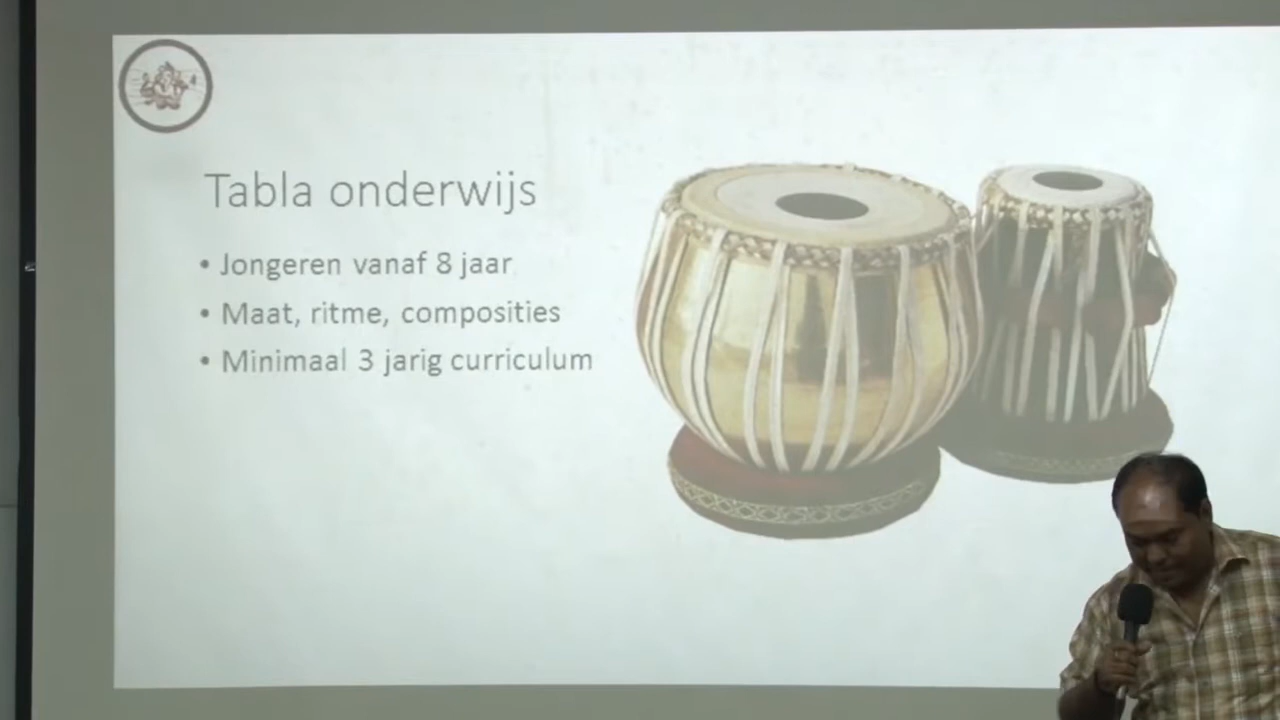 Tabla onderwijs
• Jongeren vanaf 8 jaar
• Maat, ritme, composities
• Minimaal 3 jarig curriculum